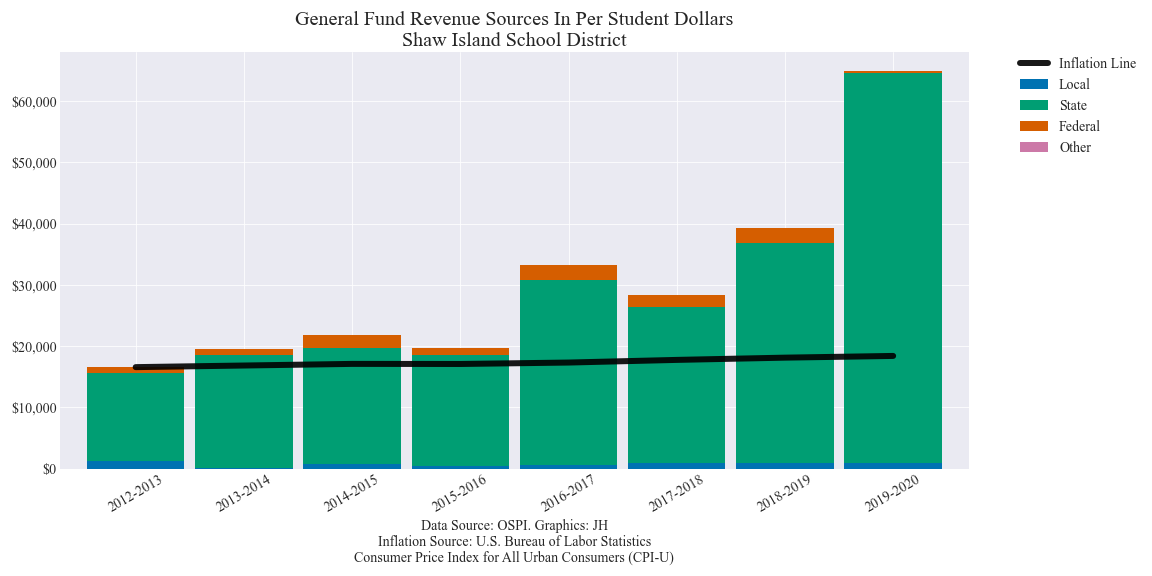 General Fund Revenue Sources In Per Student Dollars
Shaw Island School District
Inflation Line
Local
State
Federal
Other
$60,000
$50,000
$40,000
$30,000
$20,000
$10,000
$0
2012-2013
2013-2014
2014-2015
2015-2016
2016-2017
2017-2018
2018-2019
2019-2020
Data Source: OSPI. Graphics: JH
Inflation Source: U.S. Bureau of Labor Statistics
Consumer Price Index for All Urban Consumers (CPI-U)